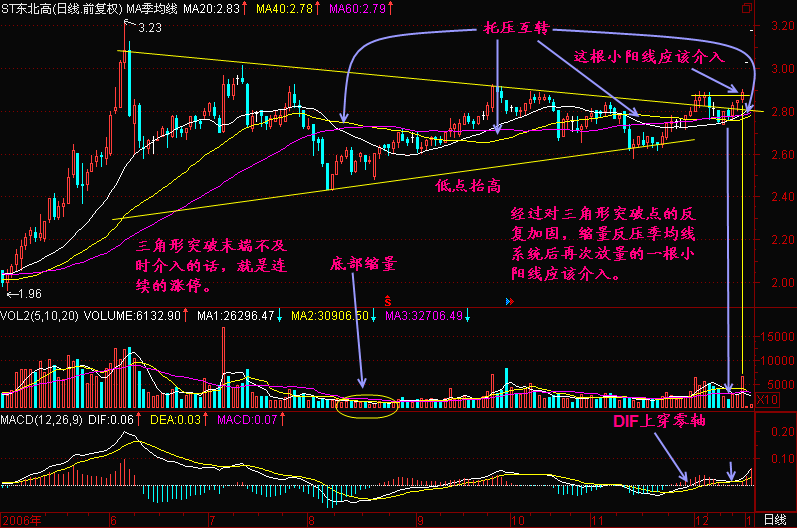 ST东北高(日线.前复权) MA季均线 MA20:2.83↑ MA40:2.78↑ MA60:2.79↑
3.23
托压互转
这根小阳线应该介入
3.00
2.80
2.60
低点抬高
2.40
经过对三角形突破点的反
复加固，缩量反压季均线
系统后再次放量的一根小
阳线应该介入。
三角形突破末端不及
时介入的话，就是连
续的涨停。
底部缩量
2.20
2.00
1.96
S
VOL2(5,10,20) VOLUME:6132.90↑ MA1:26296.47↓ MA2:30906.50↓ MA3:32706.49↓
15000
10000
5000
X10
MACD(12,26,9) DIF:0.06↑ DEA:0.03↑ MACD:0.07↑
DIF上穿零轴
0.20
0.10
2006年 6 7 8 9 10 11 12 1 日线